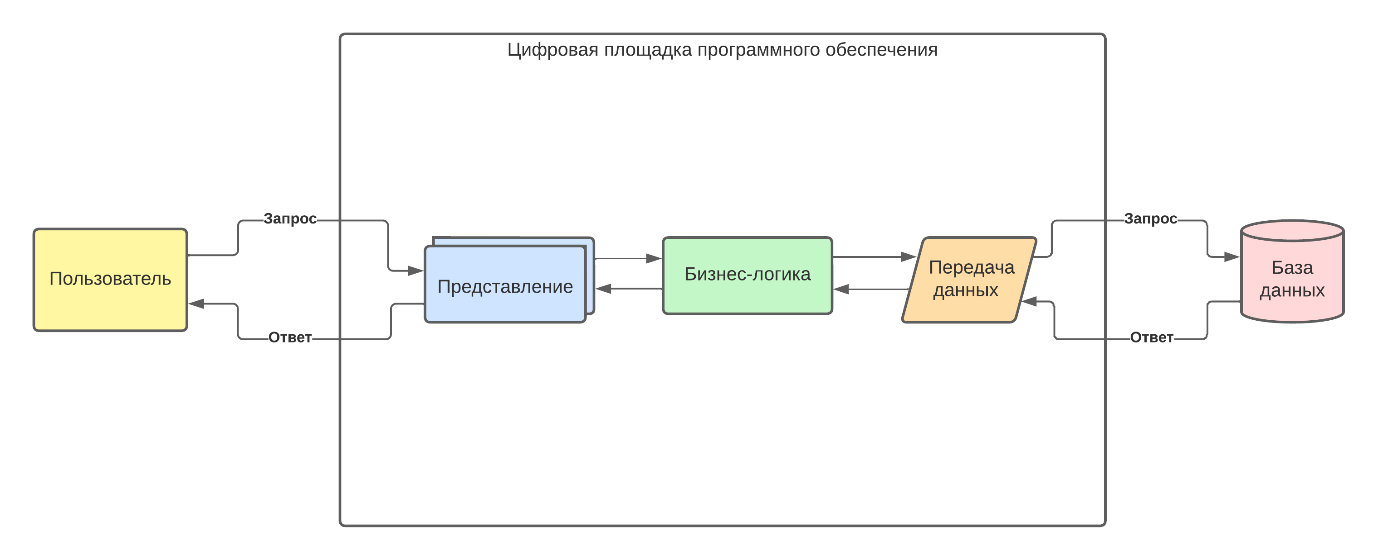 Цифровая площадка программного обеспечения
Запрос
Запрос
Пользователь
Представление
Бизнес-логика
Передача
данных
База
данных
Ответ
Ответ